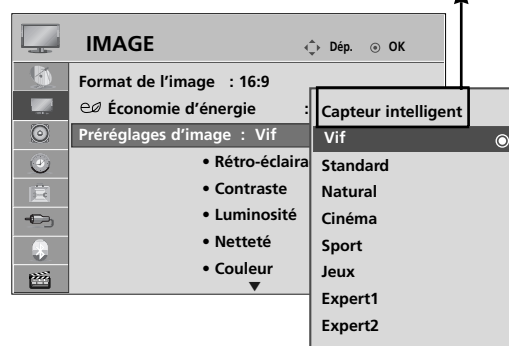 IMAGE
Dép. OK
Format de l'image : 16:9
Économie d'énergie :
Préréglages d'image : Vif
• Rétro-éclaira
• Contraste
• Luminosité
• Netteté
• Couleur
Capteur intelligent
Vif
Standard
Natural
Cinéma
Sport
Jeux
Expert1
Expert2